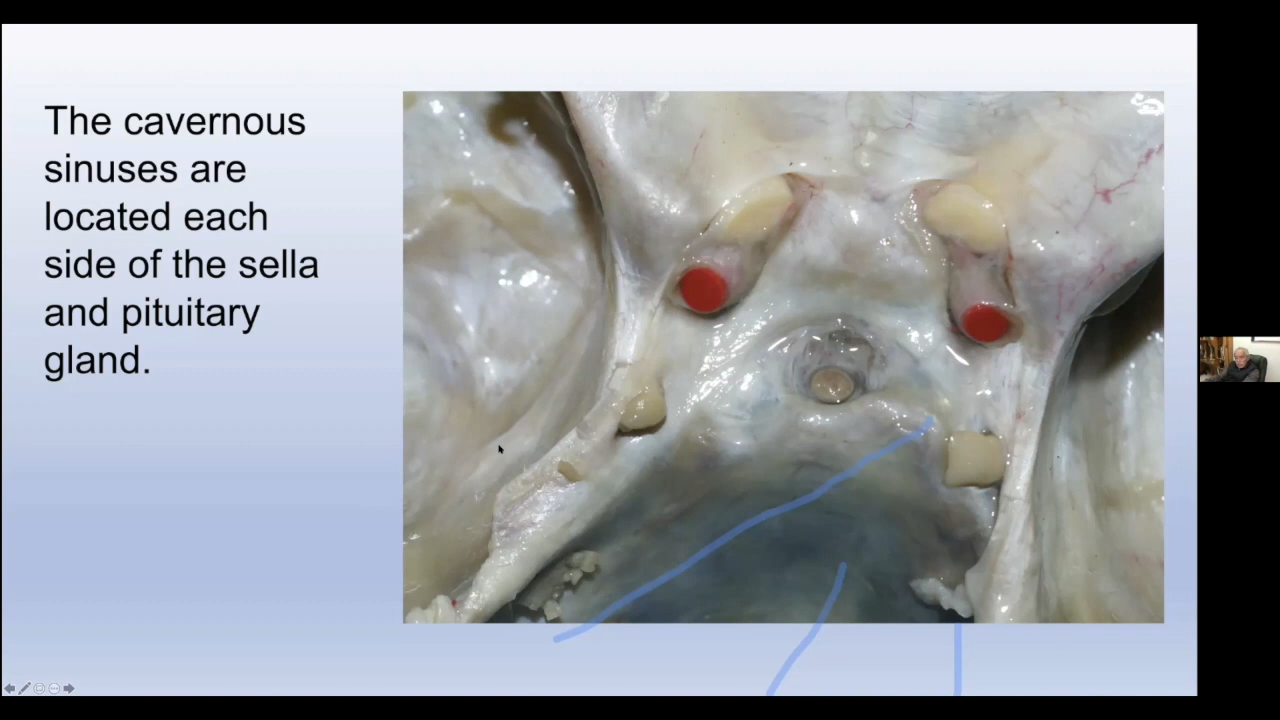 The cavernous
sinuses are
located each
side of the sella
and pituitary
gland.